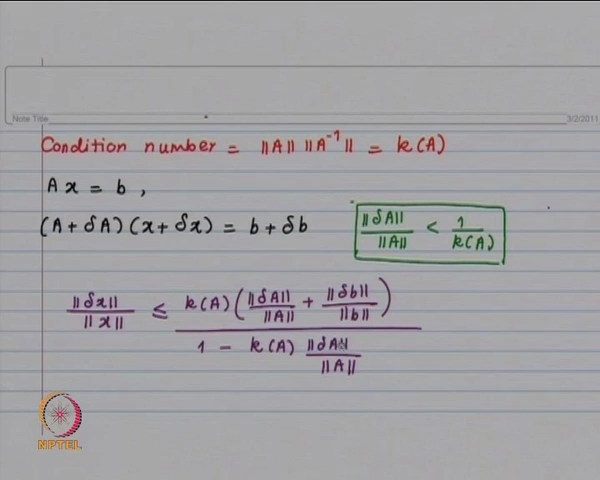 Note Title
3/2/2011
Condition number = ||A|| ||A⁻¹|| = k(A)
Ax = b,
(A + δA)(x + δx) = b + δb
||δA|| / ||A|| < 1 / k(A)
||δx|| / ||x|| ≤ k(A) ( ||δA|| / ||A|| + ||δb|| / ||b|| ) / 1 - k(A) ||δA|| / ||A||
NPTEL